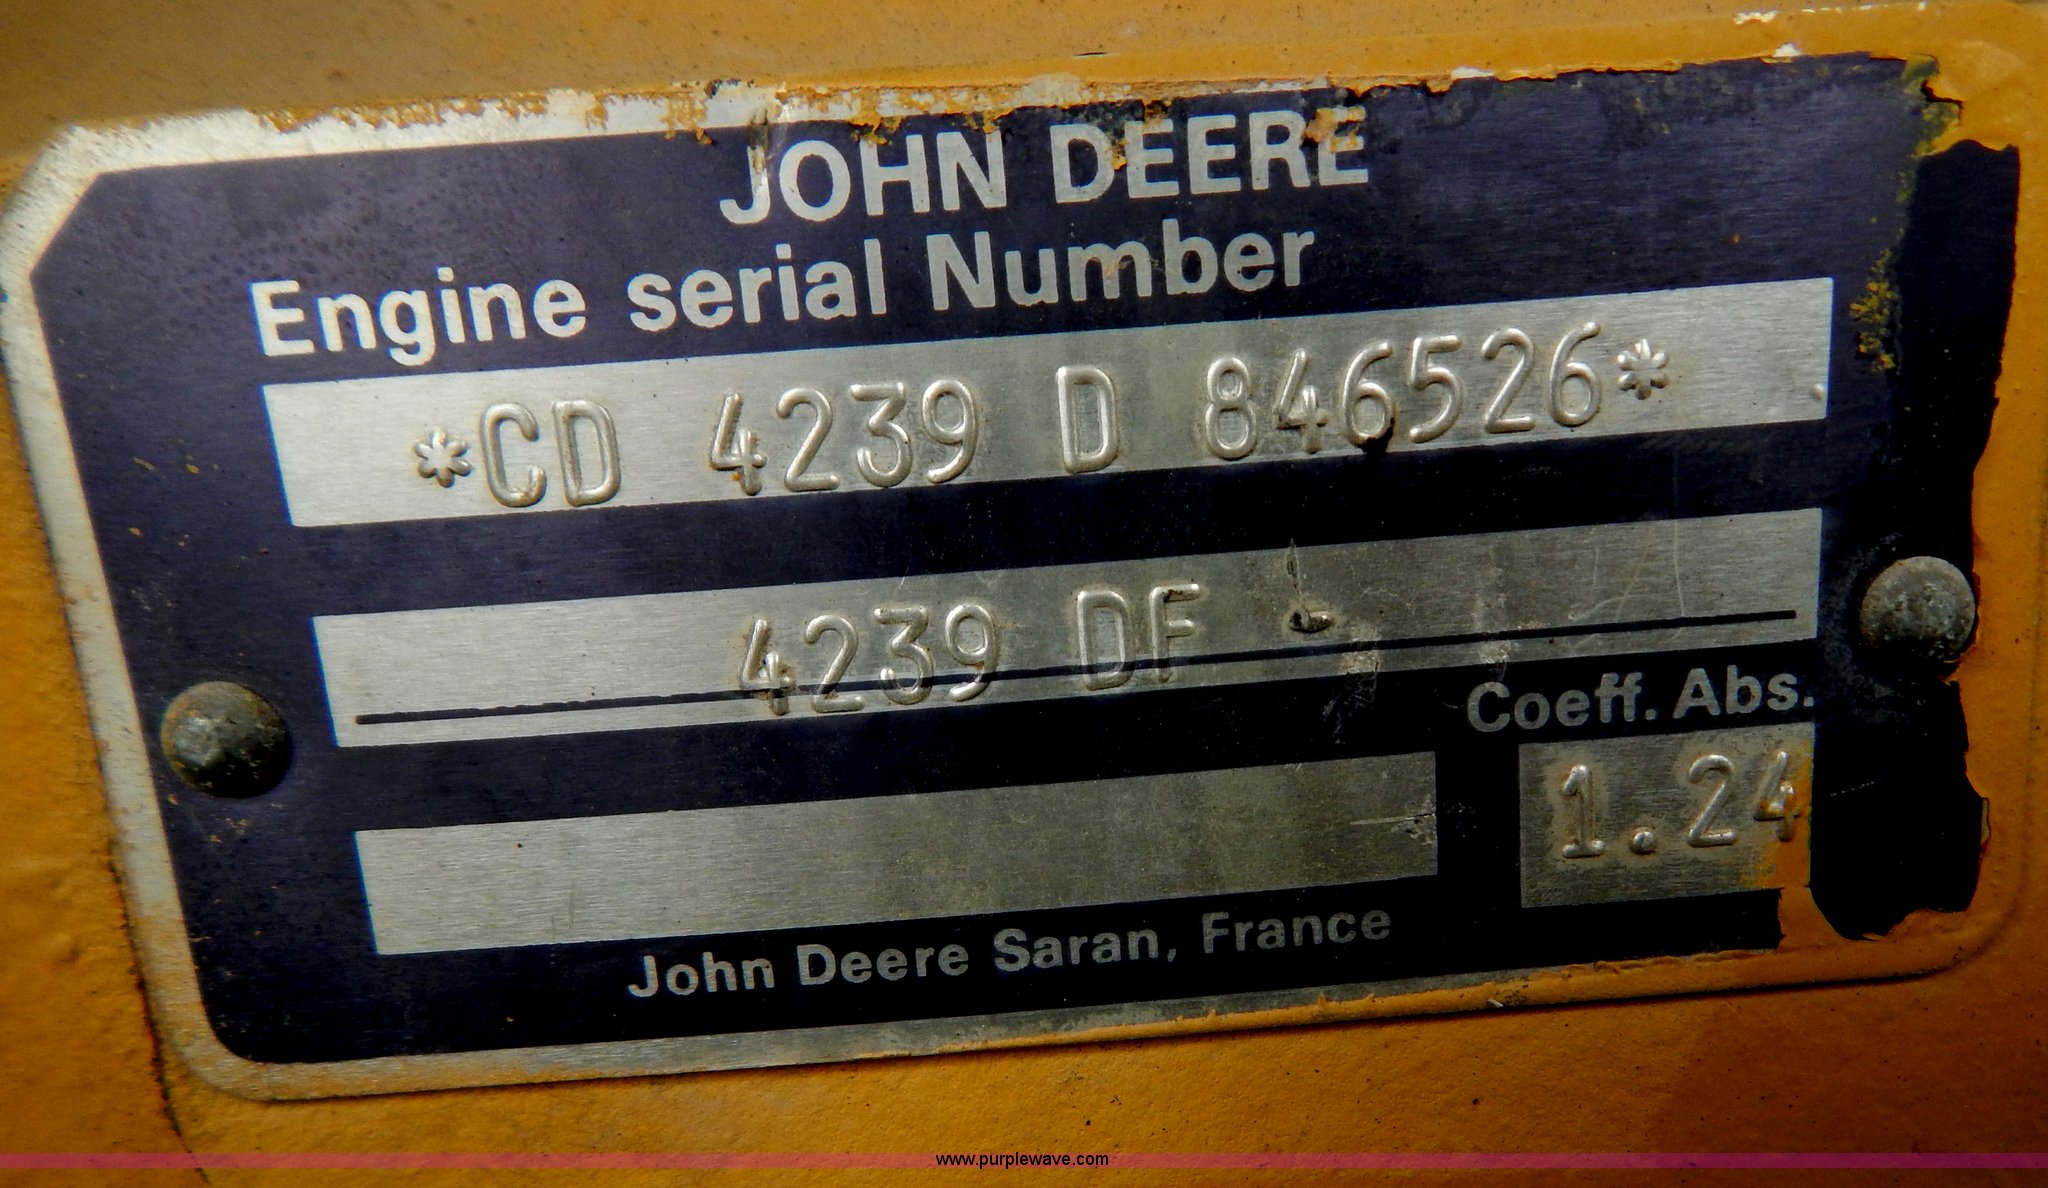 JOHN DEERE
Engine serial Number
*CD 4239 D 846526*
4239 DF -
Coeff. Abs.
1.24
John Deere Saran, France
www.purplewave.com